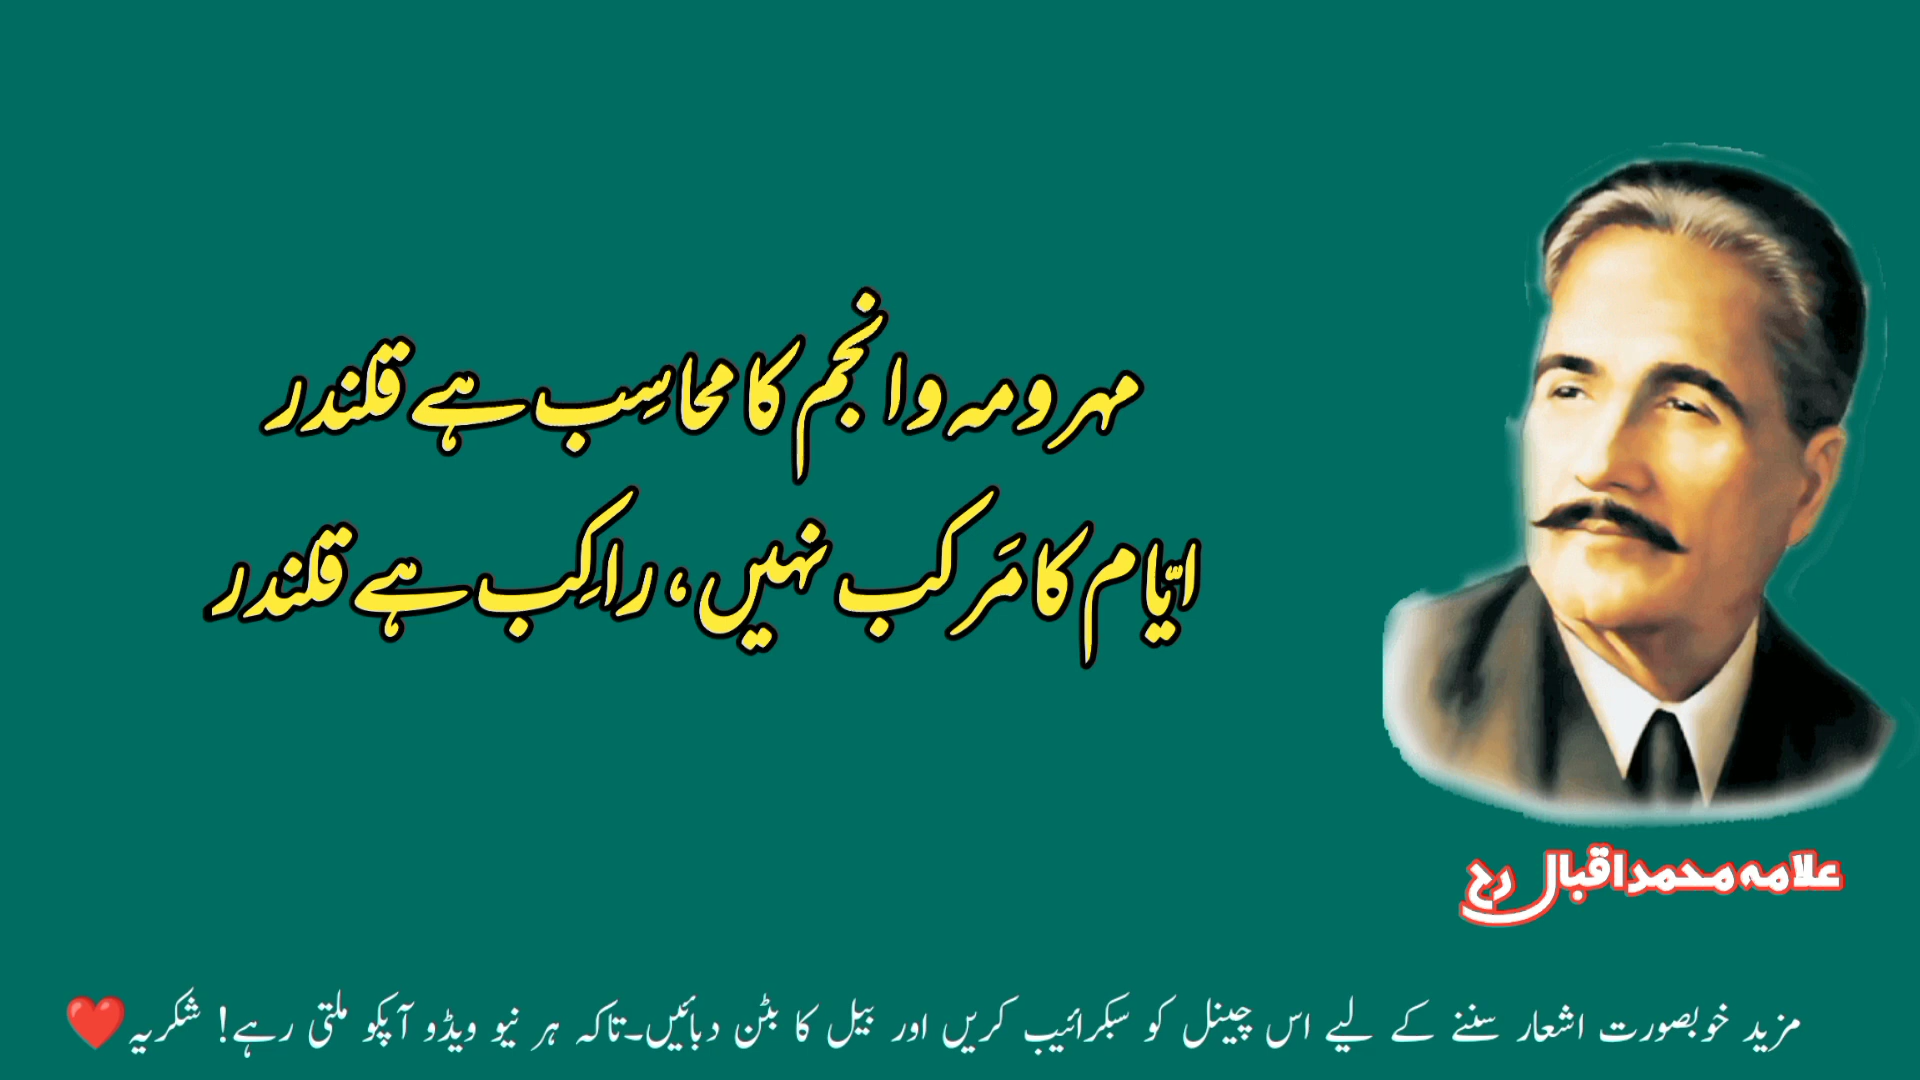 مہر و مہ و انجم کا محاسِب ہے قلندر
ایّام کا مَرکب نہیں، راکِب ہے قلندر
علامہ محمد اقبال رح
مزید خوبصورت اشعار سننے کے لیے اس چینل کو سبکرائیب کریں اور بیل کا بٹن دبائیں۔تاکہ ہر نیو ویڈو آپکو ملتی رہے! شکریہ❤️